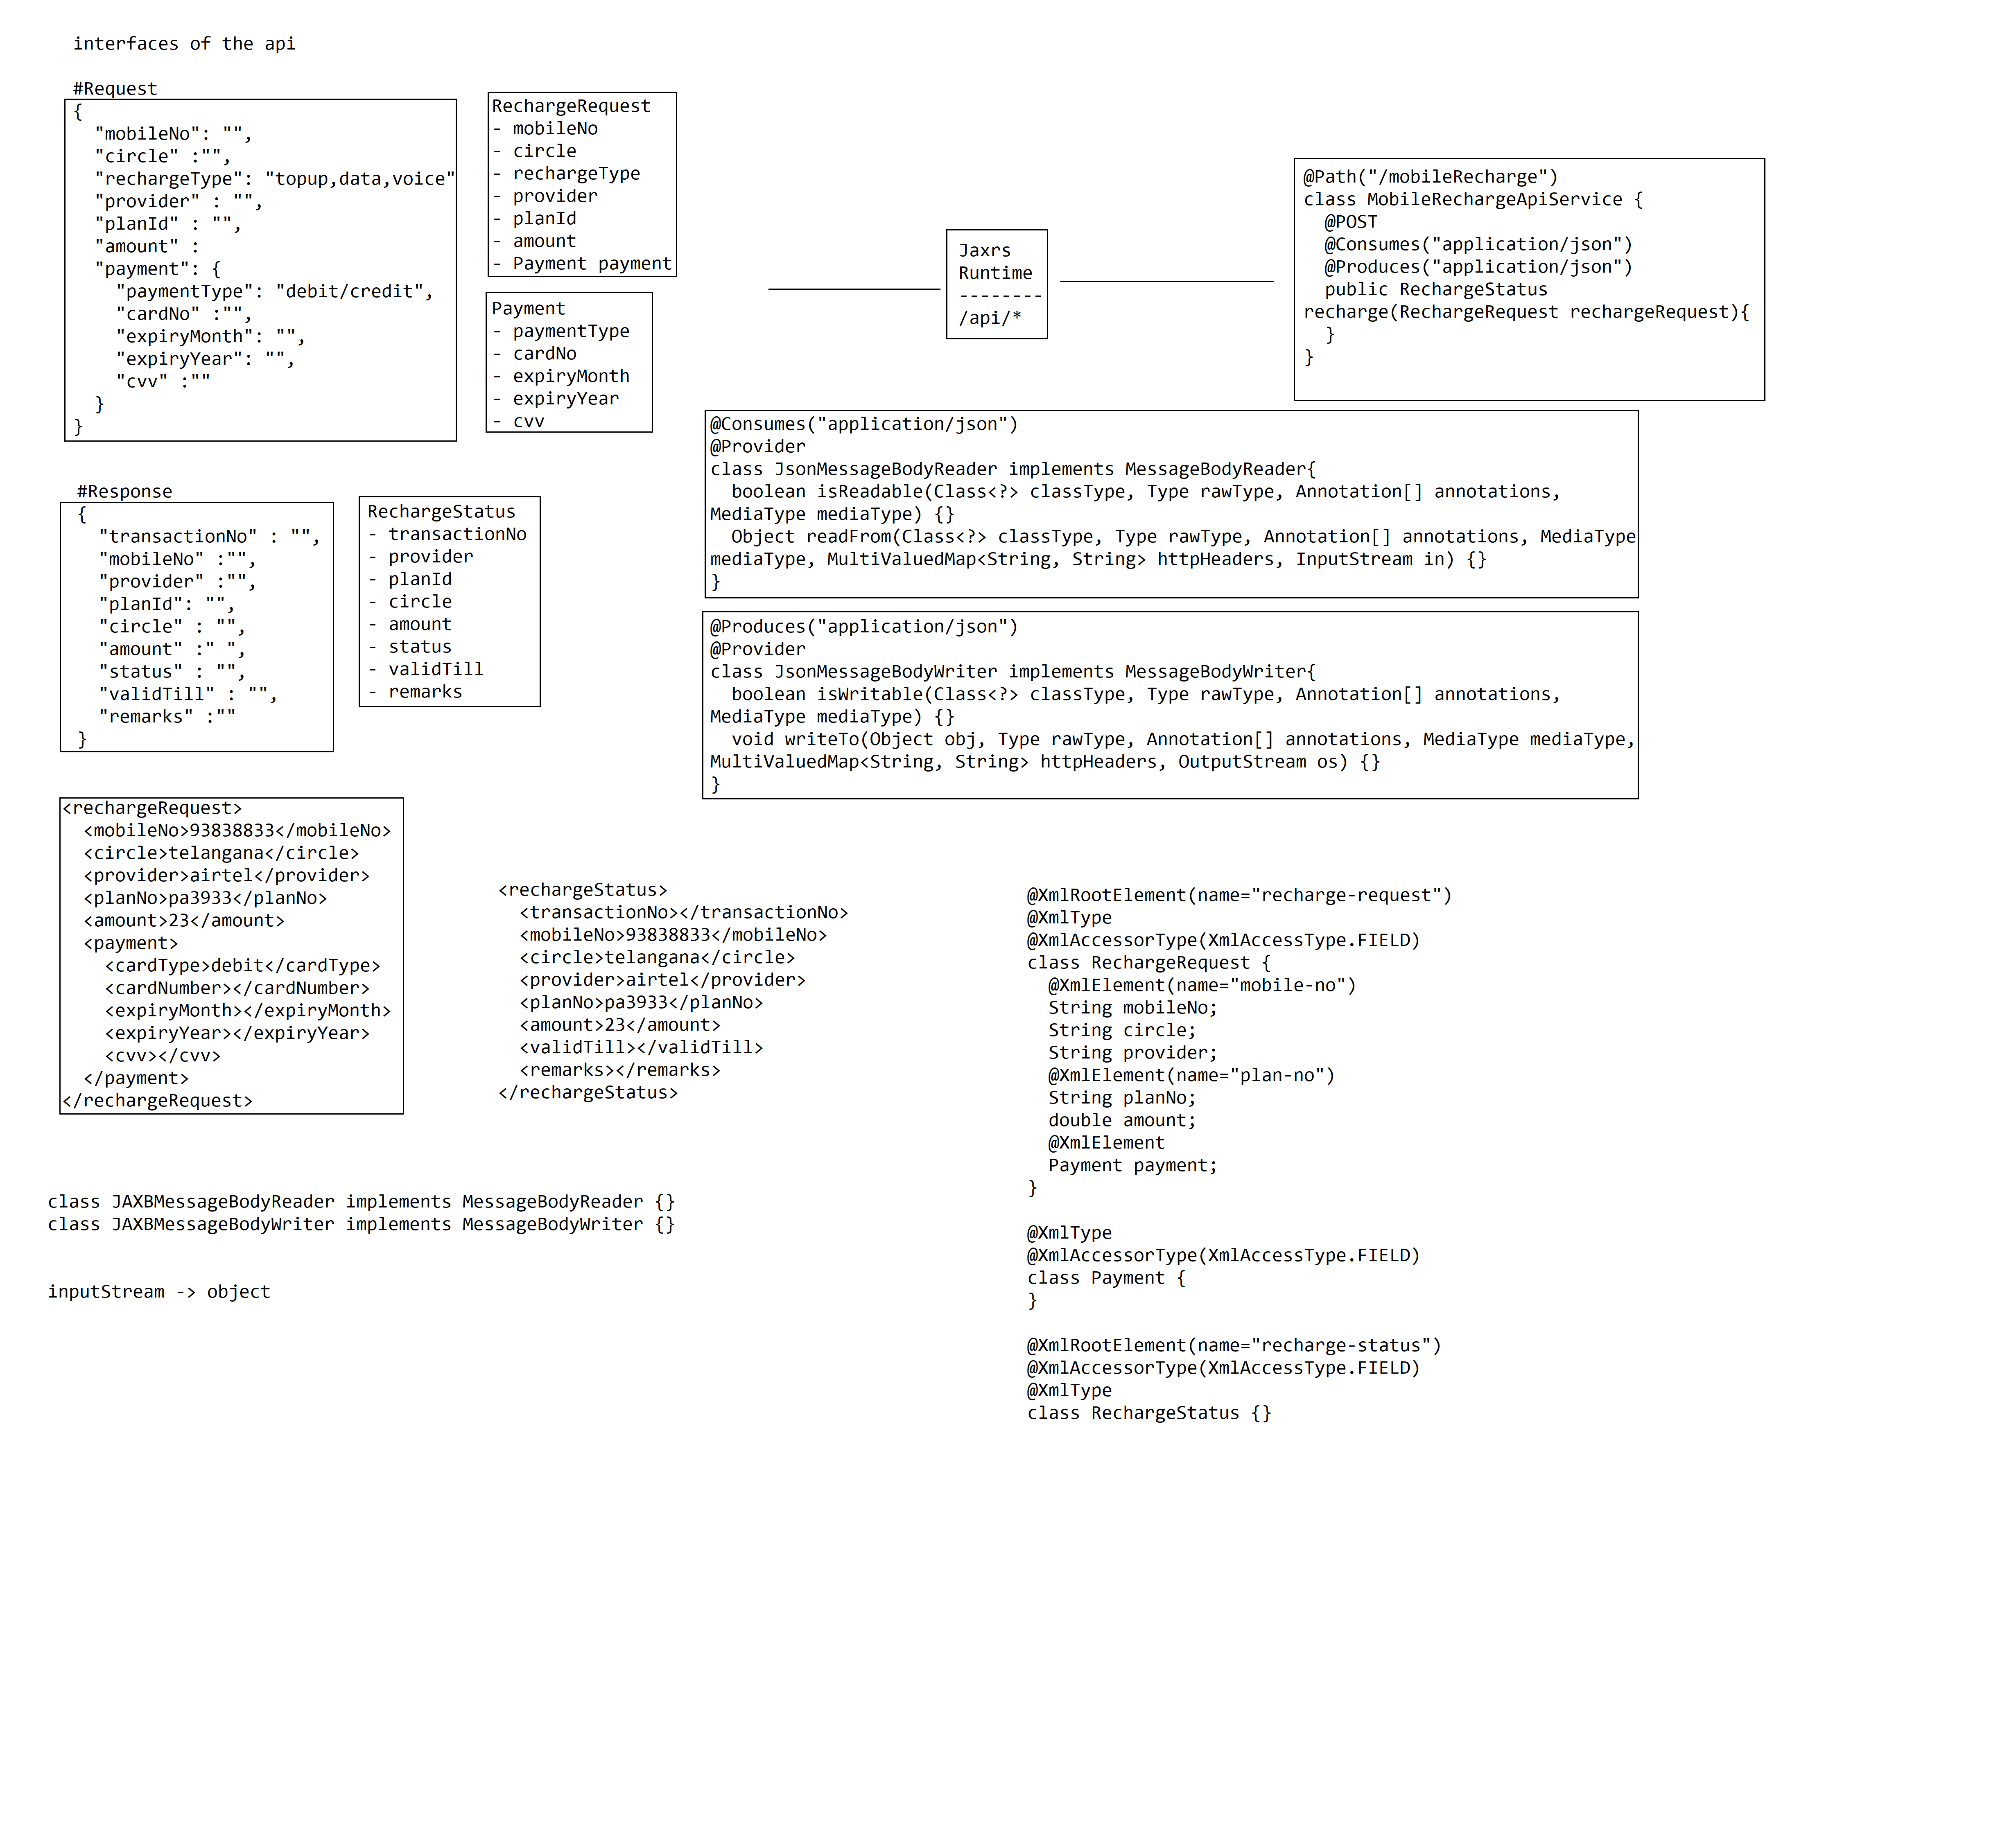 interfaces of the api
#Request
{
  "mobileNo": "",
  "circle" :"",
  "rechargeType": "topup,data,voice"
  "provider" : "",
  "planId" : "",
  "amount" :
  "payment": {
    "paymentType": "debit/credit",
    "cardNo" :"",
    "expiryMonth": "",
    "expiryYear": "",
    "cvv" :""
  }
}
RechargeRequest
- mobileNo
- circle
- rechargeType
- provider
- planId
- amount
- Payment payment
Payment
- paymentType
- cardNo
- expiryMonth
- expiryYear
- cvv
Jaxrs
Runtime
--------
/api/*
@Path("/mobileRecharge")
class MobileRechargeApiService {
  @POST
  @Consumes("application/json")
  @Produces("application/json")
  public RechargeStatus
recharge(RechargeRequest rechargeRequest){
  }
}
@Consumes("application/json")
@Provider
class JsonMessageBodyReader implements MessageBodyReader{
  boolean isReadable(Class<?> classType, Type rawType, Annotation[] annotations,
MediaType mediaType) {}
  Object readFrom(Class<?> classType, Type rawType, Annotation[] annotations, MediaType
mediaType, MultiValuedMap<String, String> httpHeaders, InputStream in) {}
}
#Response
{
  "transactionNo" : "",
  "mobileNo" :"",
  "provider" :"",
  "planId": "",
  "circle" : "",
  "amount" :" ",
  "status" : "",
  "validTill" : "",
  "remarks" :""
}
RechargeStatus
- transactionNo
- provider
- planId
- circle
- amount
- status
- validTill
- remarks
@Produces("application/json")
@Provider
class JsonMessageBodyWriter implements MessageBodyWriter{
  boolean isWritable(Class<?> classType, Type rawType, Annotation[] annotations,
MediaType mediaType) {}
  void writeTo(Object obj, Type rawType, Annotation[] annotations, MediaType mediaType,
MultiValuedMap<String, String> httpHeaders, OutputStream os) {}
}
<rechargeRequest>
  <mobileNo>93838833</mobileNo>
  <circle>telangana</circle>
  <provider>airtel</provider>
  <planNo>pa3933</planNo>
  <amount>23</amount>
  <payment>
    <cardType>debit</cardType>
    <cardNumber></cardNumber>
    <expiryMonth></expiryMonth>
    <expiryYear></expiryYear>
    <cvv></cvv>
  </payment>
</rechargeRequest>
<rechargeStatus>
  <transactionNo></transactionNo>
  <mobileNo>93838833</mobileNo>
  <circle>telangana</circle>
  <provider>airtel</provider>
  <planNo>pa3933</planNo>
  <amount>23</amount>
  <validTill></validTill>
  <remarks></remarks>
</rechargeStatus>
@XmlRootElement(name="recharge-request")
@XmlType
@XmlAccessorType(XmlAccessType.FIELD)
class RechargeRequest {
  @XmlElement(name="mobile-no")
  String mobileNo;
  String circle;
  String provider;
  @XmlElement(name="plan-no")
  String planNo;
  double amount;
  @XmlElement
  Payment payment;
}
@XmlType
@XmlAccessorType(XmlAccessType.FIELD)
class Payment {
}
@XmlRootElement(name="recharge-status")
@XmlAccessorType(XmlAccessType.FIELD)
@XmlType
class RechargeStatus {}
class JAXBMessageBodyReader implements MessageBodyReader {}
class JAXBMessageBodyWriter implements MessageBodyWriter {}
inputStream -> object